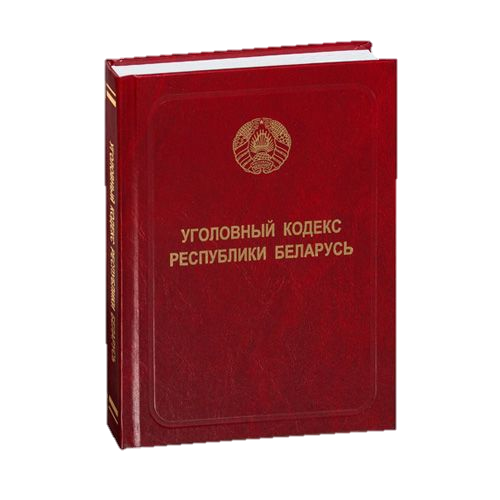 УГОЛОВНЫЙ КОДЕКС
РЕСПУБЛИКИ БЕЛАРУСЬ
УГОЛОВНЫЙ КОДЕКС РЕСПУБЛИКИ БЕЛАРУСЬ